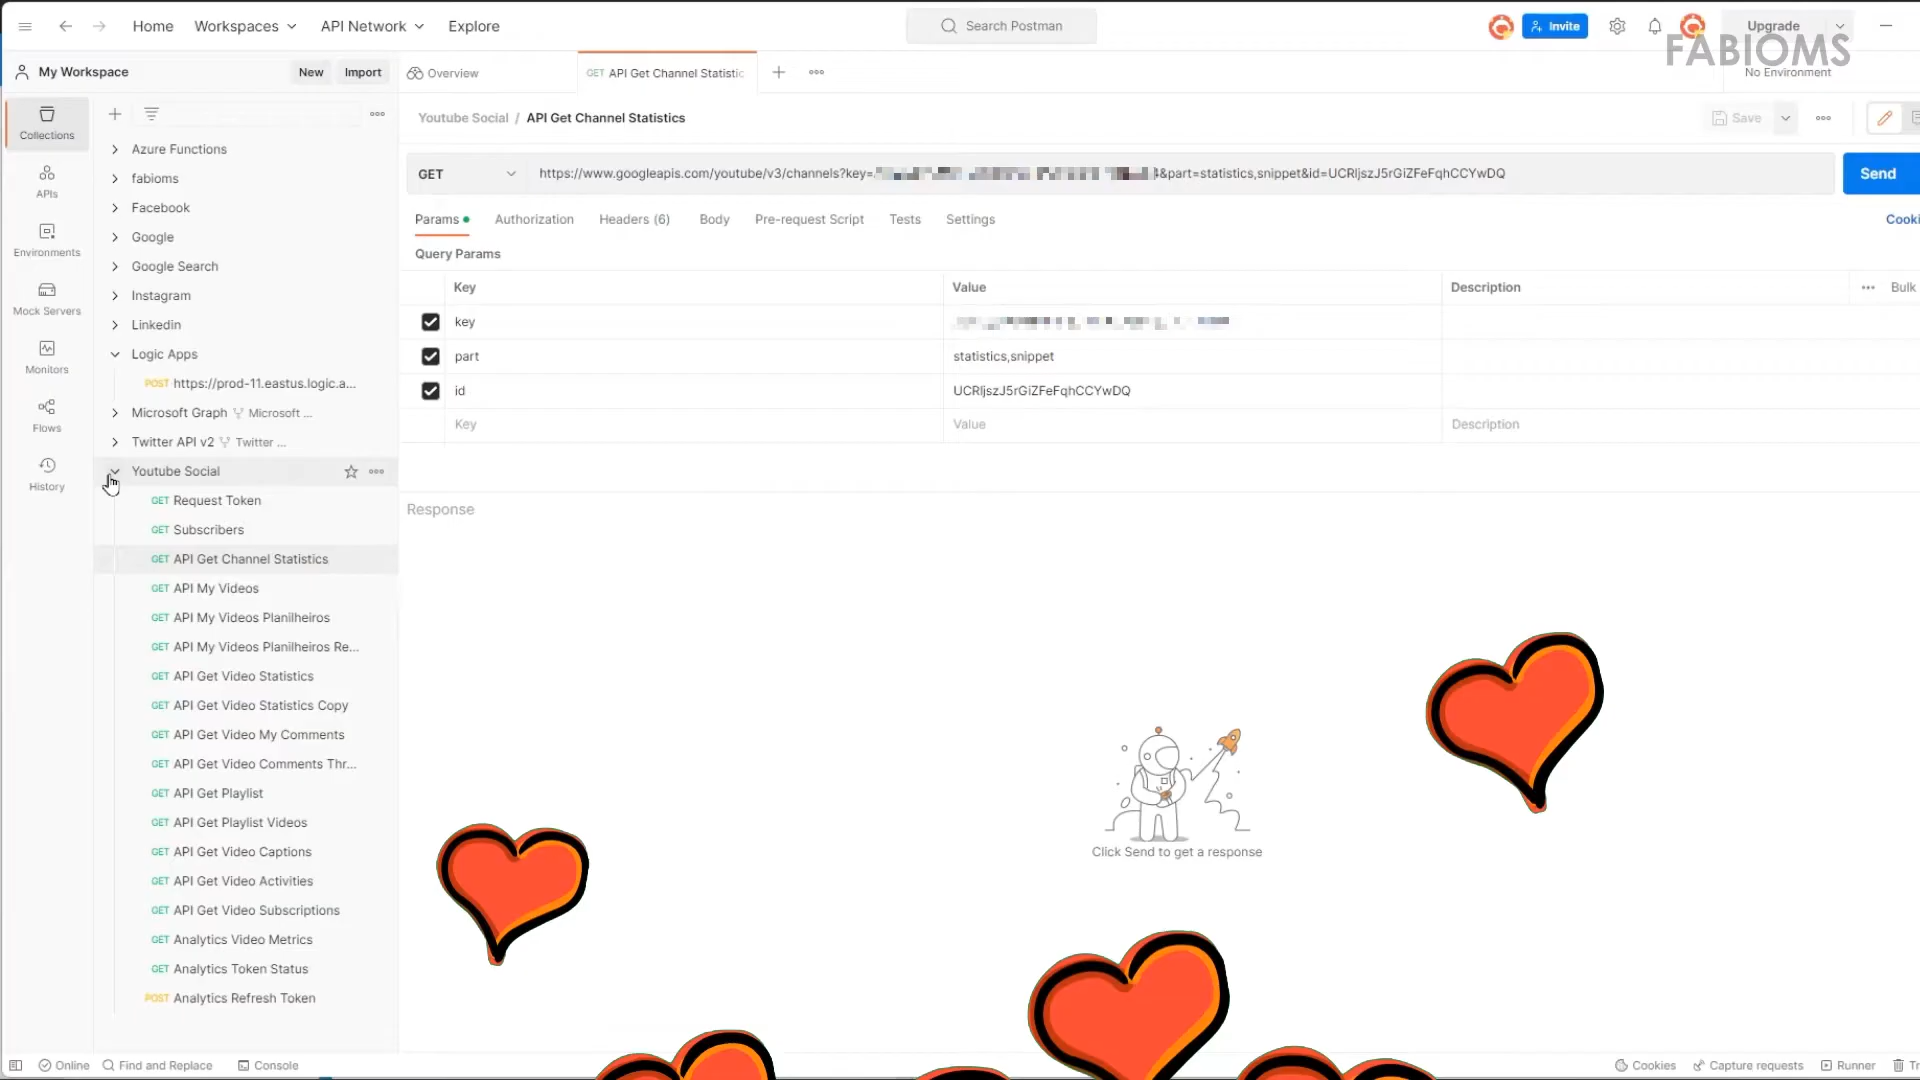 Home Workspaces API Network Explore Search Postman Invite Upgrade
FABIOMS
My Workspace New Import Overview GET API Get Channel Statistic No Environment
Collections
APIs
Environments
Mock Servers
Monitors
Flows
History
Azure Functions
fabioms
Facebook
Google
Google Search
Instagram
Linkedin
Logic Apps
POST https://prod-11.eastus.logic.a...
Microsoft Graph Microsoft ...
Twitter API v2 Twitter ...
Youtube Social
GET Request Token
GET Subscribers
GET API Get Channel Statistics
GET API My Videos
GET API My Videos Planilheiros
GET API My Videos Planilheiros Re...
GET API Get Video Statistics
GET API Get Video Statistics Copy
GET API Get Video My Comments
GET API Get Video Comments Thr...
GET API Get Playlist
GET API Get Playlist Videos
GET API Get Video Captions
GET API Get Video Activities
GET API Get Video Subscriptions
GET Analytics Video Metrics
GET Analytics Token Status
POST Analytics Refresh Token
Youtube Social / API Get Channel Statistics Save
GET https://www.googleapis.com/youtube/v3/channels?key= &part=statistics,snippet&id=UCRljszJ5rGiZFeFqhCCYwDQ Send
Params Authorization Headers (6) Body Pre-request Script Tests Settings Cooki
Query Params
Key Value Description Bulk
key
part statistics,snippet
id UCRljszJ5rGiZFeFqhCCYwDQ
Key Value Description
Response
Click Send to get a response
Online Find and Replace Console Cookies Capture requests Runner Tr